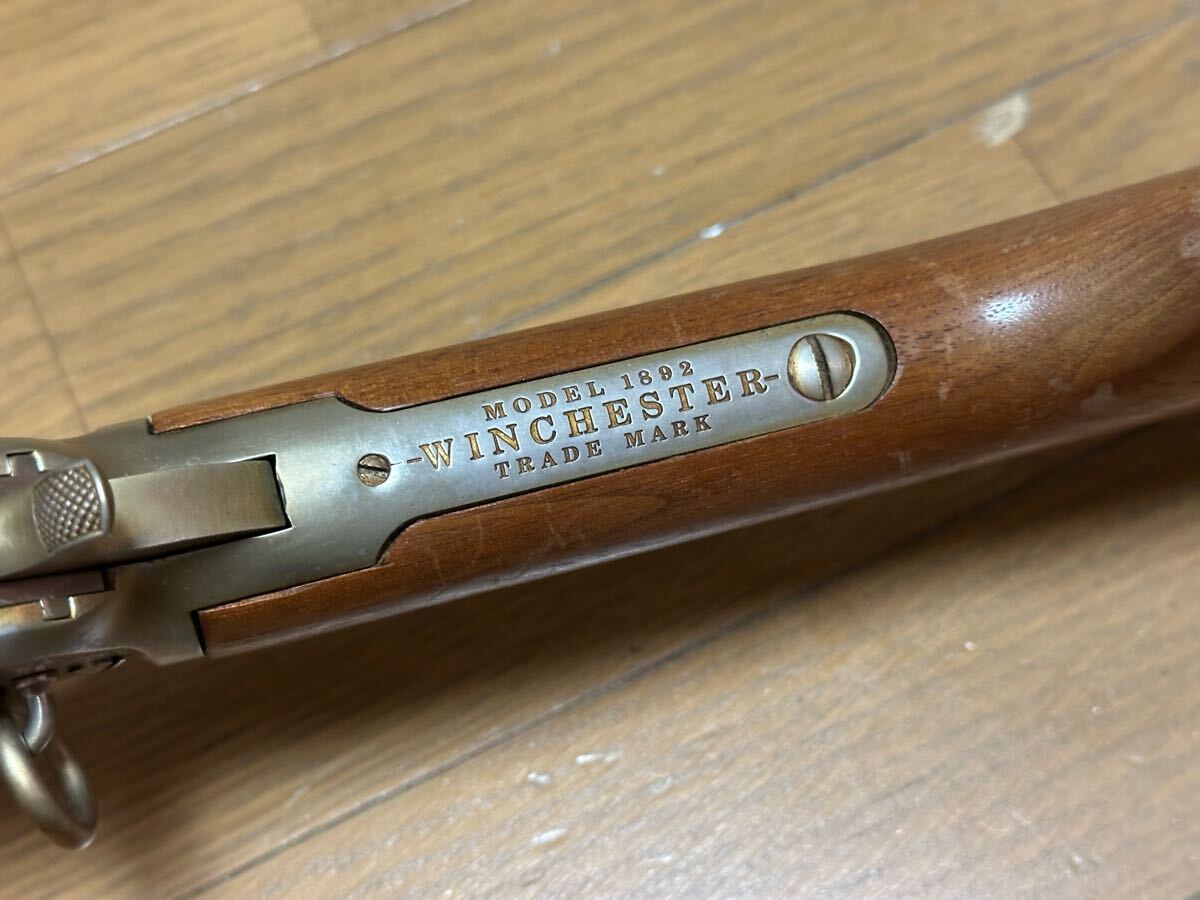 MODEL 1892
-WINCHESTER-
TRADE MARK